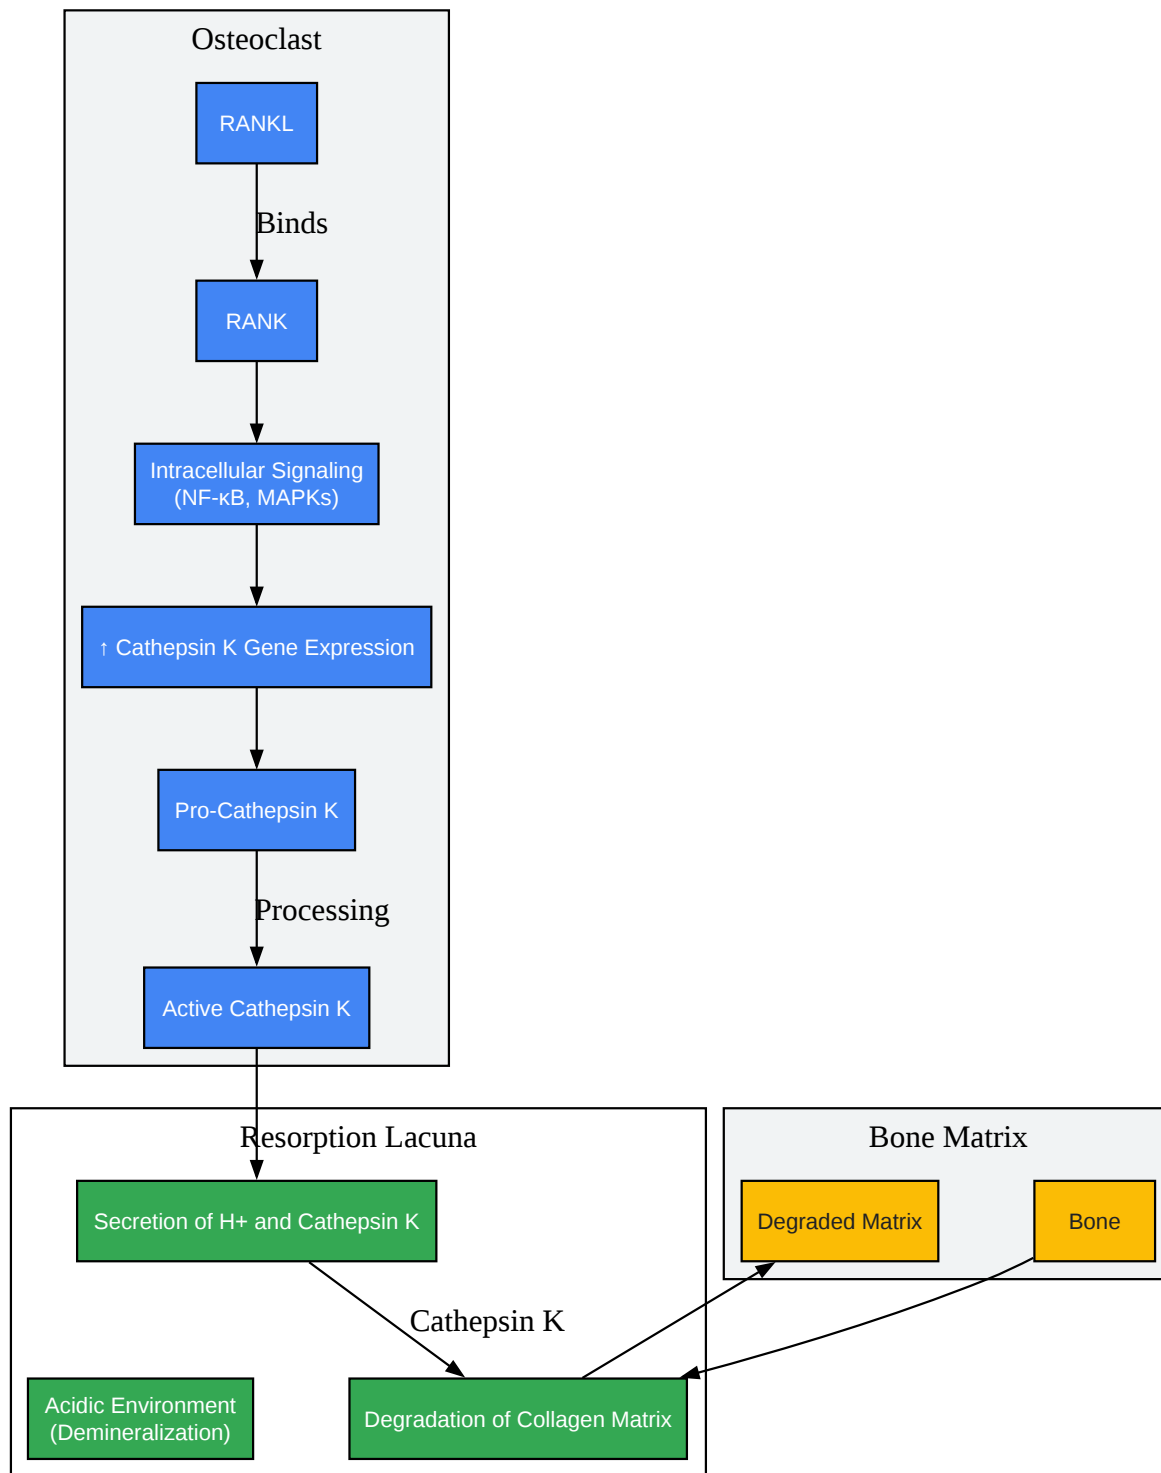 Osteoclast
RANKL
Binds
RANK
Intracellular Signaling
(NF-κB, MAPKs)
↑ Cathepsin K Gene Expression
Pro-Cathepsin K
Processing
Active Cathepsin K
Resorption Lacuna
Secretion of H+ and Cathepsin K
Cathepsin K
Acidic Environment
(Demineralization)
Degradation of Collagen Matrix
Bone Matrix
Degraded Matrix
Bone